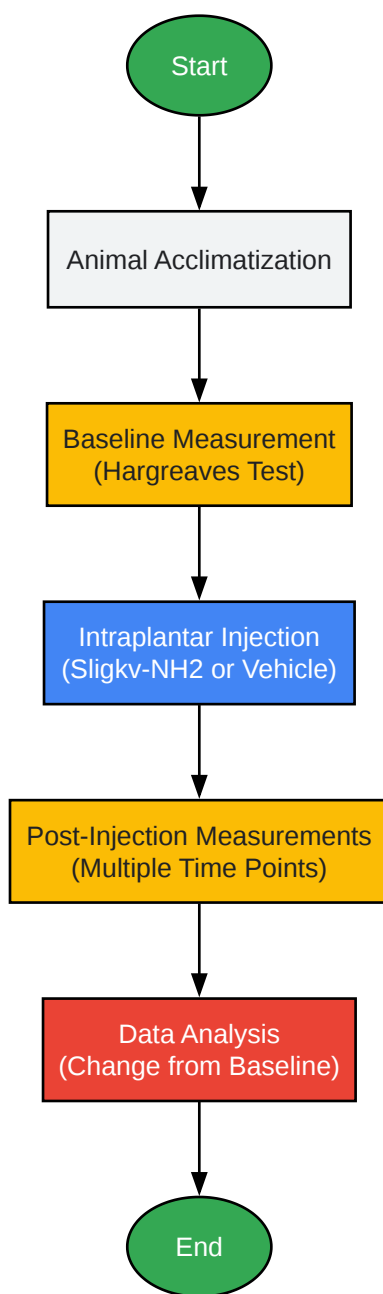 Start
Animal Acclimatization
Baseline Measurement
(Hargreaves Test)
Intraplantar Injection
(Sligkv-NH2 or Vehicle)
Post-Injection Measurements
(Multiple Time Points)
Data Analysis
(Change from Baseline)
End